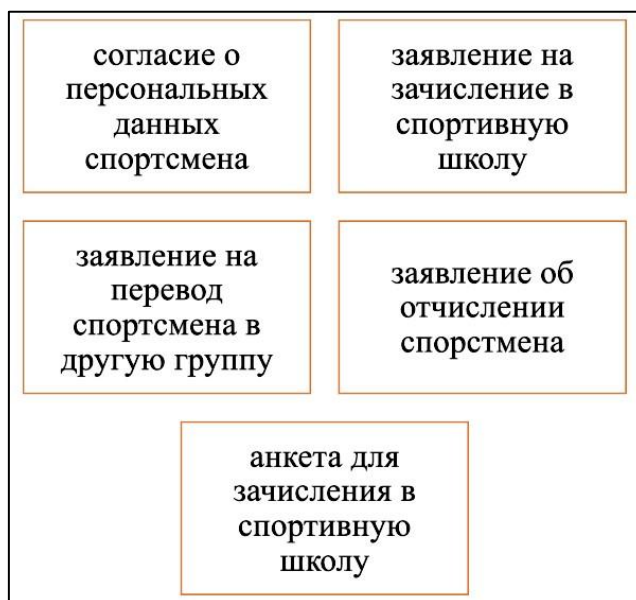 согласие о
персональных
данных
спортсмена
заявление на
зачисление в
спортивную
школу
заявление на
перевод
спортсмена в
другую группу
заявление об
отчислении
спорстмена
анкета для
зачисления в
спортивную
школу